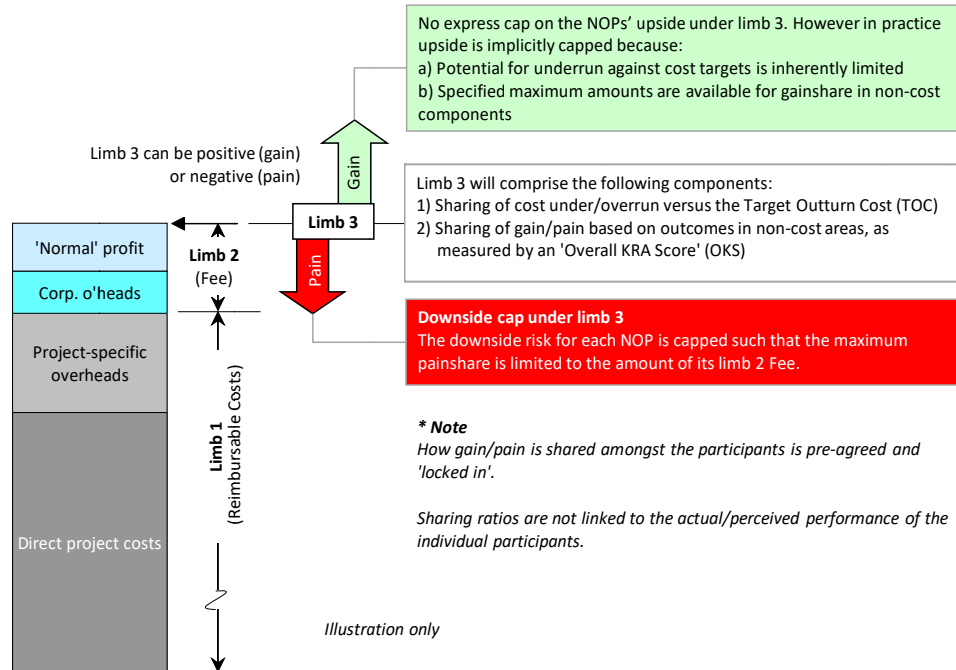 No express cap on the NOPs' upside under limb 3. However in practice
upside is implicitly capped because:
a) Potential for underrun against cost targets is inherently limited
b) Specified maximum amounts are available for gainshare in non-cost
components
Limb 3 can be positive (gain)
or negative (pain)
Gain
Limb 3
Pain
Limb 3 will comprise the following components:
1) Sharing of cost under/overrun versus the Target Outturn Cost (TOC)
2) Sharing of gain/pain based on outcomes in non-cost areas, as
measured by an 'Overall KRA Score' (OKS)
'Normal' profit
Corp. o'heads
Project-specific
overheads
Direct project costs
Limb 2
(Fee)
Limb 1
(Reimbursable Costs)
Downside cap under limb 3
The downside risk for each NOP is capped such that the maximum
painshare is limited to the amount of its limb 2 Fee.
* Note
How gain/pain is shared amongst the participants is pre-agreed and
'locked in'.
Sharing ratios are not linked to the actual/perceived performance of the
individual participants.
Illustration only